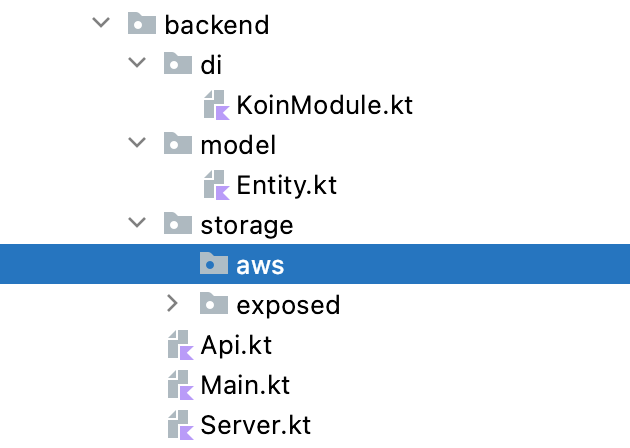 backend
di
KoinModule.kt
model
Entity.kt
storage
aws
exposed
Api.kt
Main.kt
Server.kt